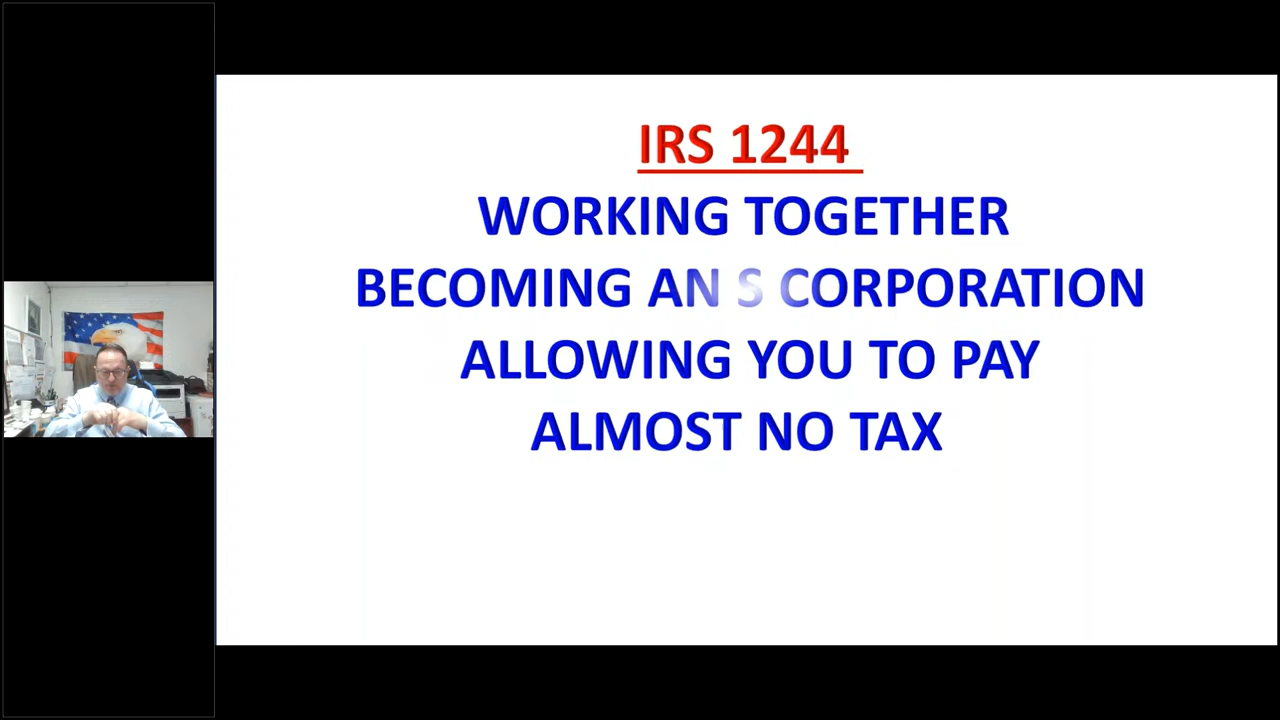 IRS 1244
WORKING TOGETHER
BECOMING AN S CORPORATION
ALLOWING YOU TO PAY
ALMOST NO TAX